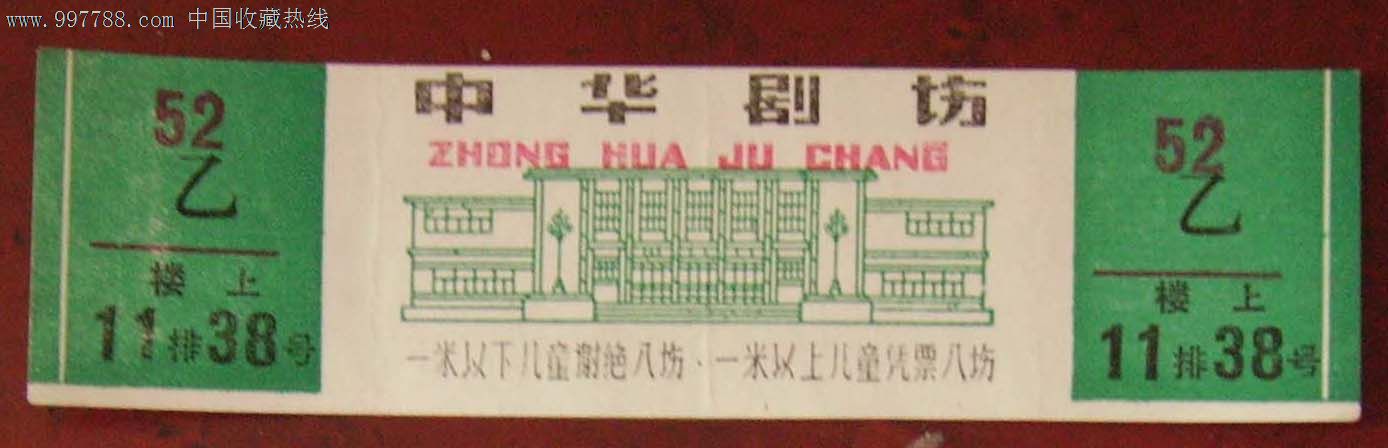 www.997788.com 中国收藏热线
52
乙
楼上
11排38号
中华剧场
ZHONG HUA JU CHANG
一米以下儿童谢绝入场·一米以上儿童凭票入场
52
乙
楼上
11排38号